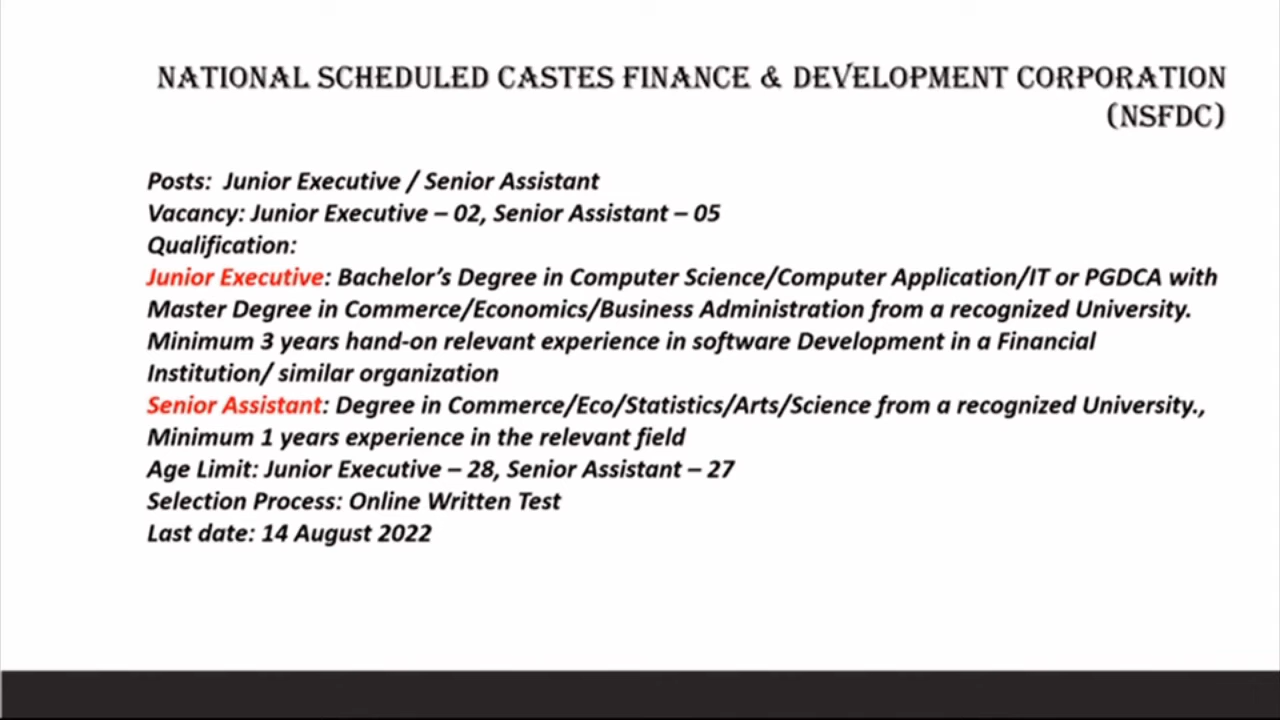 NATIONAL SCHEDULED CASTES FINANCE & DEVELOPMENT CORPORATION
(NSFDC)
Posts: Junior Executive / Senior Assistant
Vacancy: Junior Executive – 02, Senior Assistant – 05
Qualification:
Junior Executive: Bachelor's Degree in Computer Science/Computer Application/IT or PGDCA with
Master Degree in Commerce/Economics/Business Administration from a recognized University.
Minimum 3 years hand-on relevant experience in software Development in a Financial
Institution/ similar organization
Senior Assistant: Degree in Commerce/Eco/Statistics/Arts/Science from a recognized University.,
Minimum 1 years experience in the relevant field
Age Limit: Junior Executive – 28, Senior Assistant – 27
Selection Process: Online Written Test
Last date: 14 August 2022